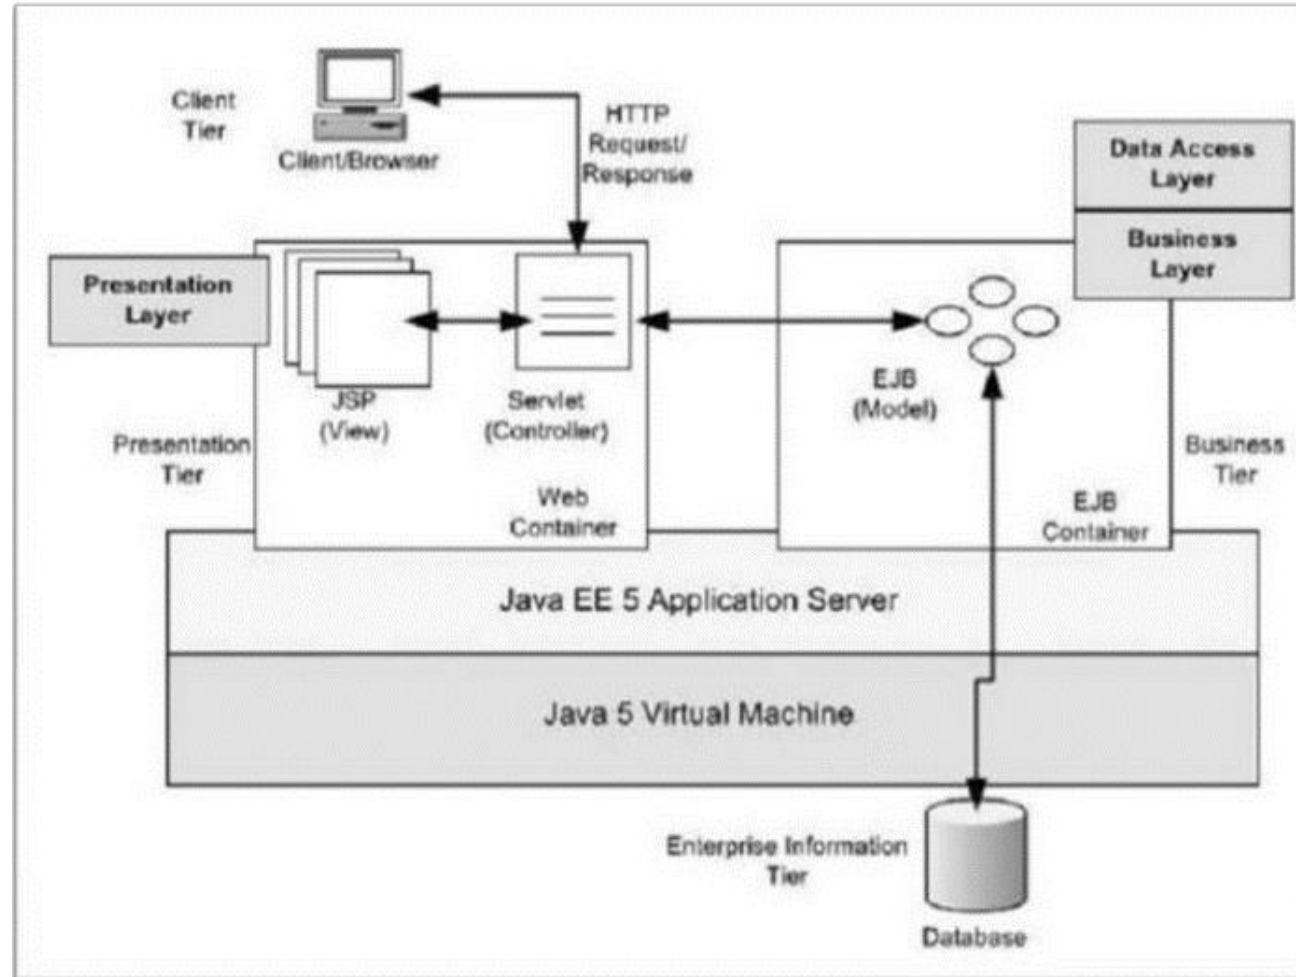 Client
Tier
Client/Browser
HTTP
Request/
Response
Data Access
Layer
Business
Layer
Presentation
Layer
JSP
(View)
Servlet
(Controller)
EJB
(Model)
Presentation
Tier
Business
Tier
Web
Container
EJB
Container
Java EE 5 Application Server
Java 5 Virtual Machine
Enterprise Information
Tier
Database